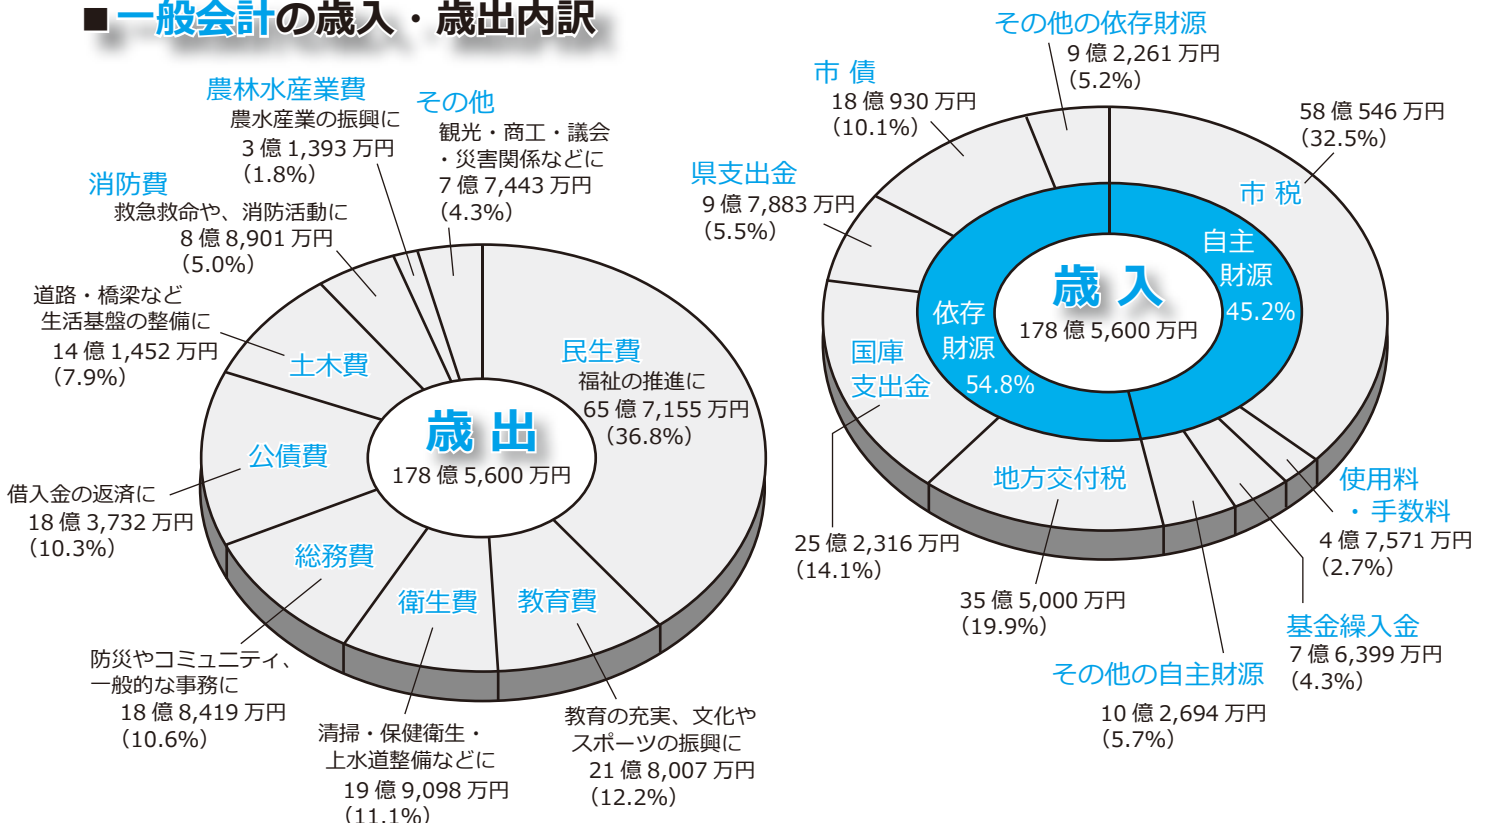 ■一般会計の歳入・歳出内訳
農林水産業費
農水産業の振興に
3億1,393万円
（1.8%）
その他
観光・商工・議会
・災害関係などに
7億7,443万円
（4.3%）
消防費
救急救命や、消防活動に
8億8,901万円
（5.0%）
道路・橋梁など
生活基盤の整備に
14億1,452万円
（7.9%）
土木費
民生費
福祉の推進に
65億7,155万円
（36.8%）
歳出
178億5,600万円
公債費
借入金の返済に
18億3,732万円
（10.3%）
総務費
防災やコミュニティ、
一般的な事務に
18億8,419万円
（10.6%）
衛生費
清掃・保健衛生・
上水道整備などに
19億9,098万円
（11.1%）
教育費
教育の充実、文化や
スポーツの振興に
21億8,007万円
（12.2%）
その他の依存財源
9億2,261万円
（5.2%）
市債
18億930万円
（10.1%）
県支出金
9億7,883万円
（5.5%）
58億546万円
（32.5%）
市税
自主
財源
45.2%
歳入
178億5,600万円
依存
財源
54.8%
国庫
支出金
25億2,316万円
（14.1%）
地方交付税
35億5,000万円
（19.9%）
その他の自主財源
10億2,694万円
（5.7%）
基金繰入金
7億6,399万円
（4.3%）
使用料
・手数料
4億7,571万円
（2.7%）